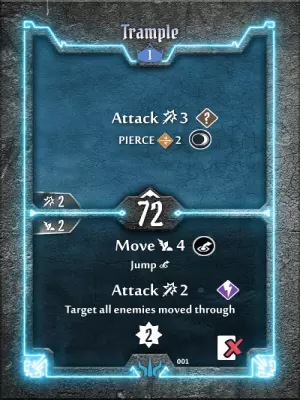 Trample
1
Attack 3 ?
PIERCE 2
2
72
2
Move 4
Jump
Attack 2
Target all enemies moved through
2
001